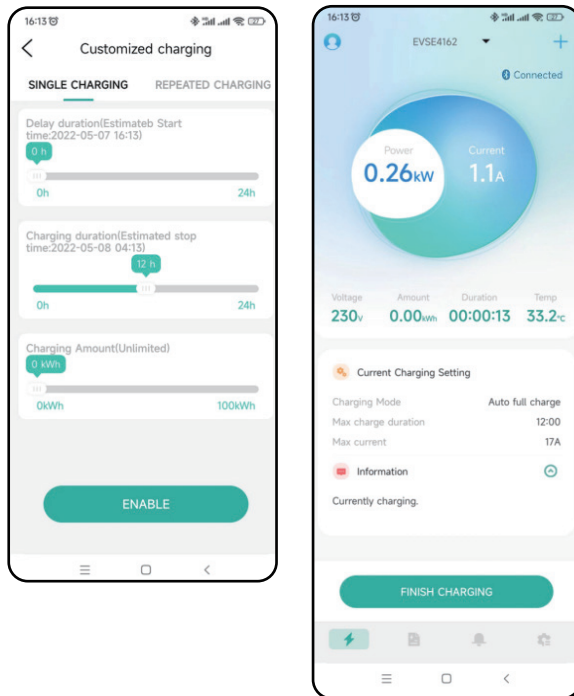 16:13
Customized charging
SINGLE CHARGING REPEATED CHARGING
Delay duration(Estimateb Start
time:2022-05-07 16:13)
0 h
0h 24h
Charging duration(Estimated stop
time:2022-05-08 04:13)
12 h
0h 24h
Charging Amount(Unlimited)
0 kWh
0kWh 100kWh
ENABLE
16:13
EVSE4162
Connected
Power Current
0.26kW 1.1A
Voltage Amount Duration Temp
230V 0.00kWh 00:00:13 33.2℃
Current Charging Setting
Charging Mode Auto full charge
Max charge duration 12:00
Max current 17A
Information
Currently charging.
FINISH CHARGING